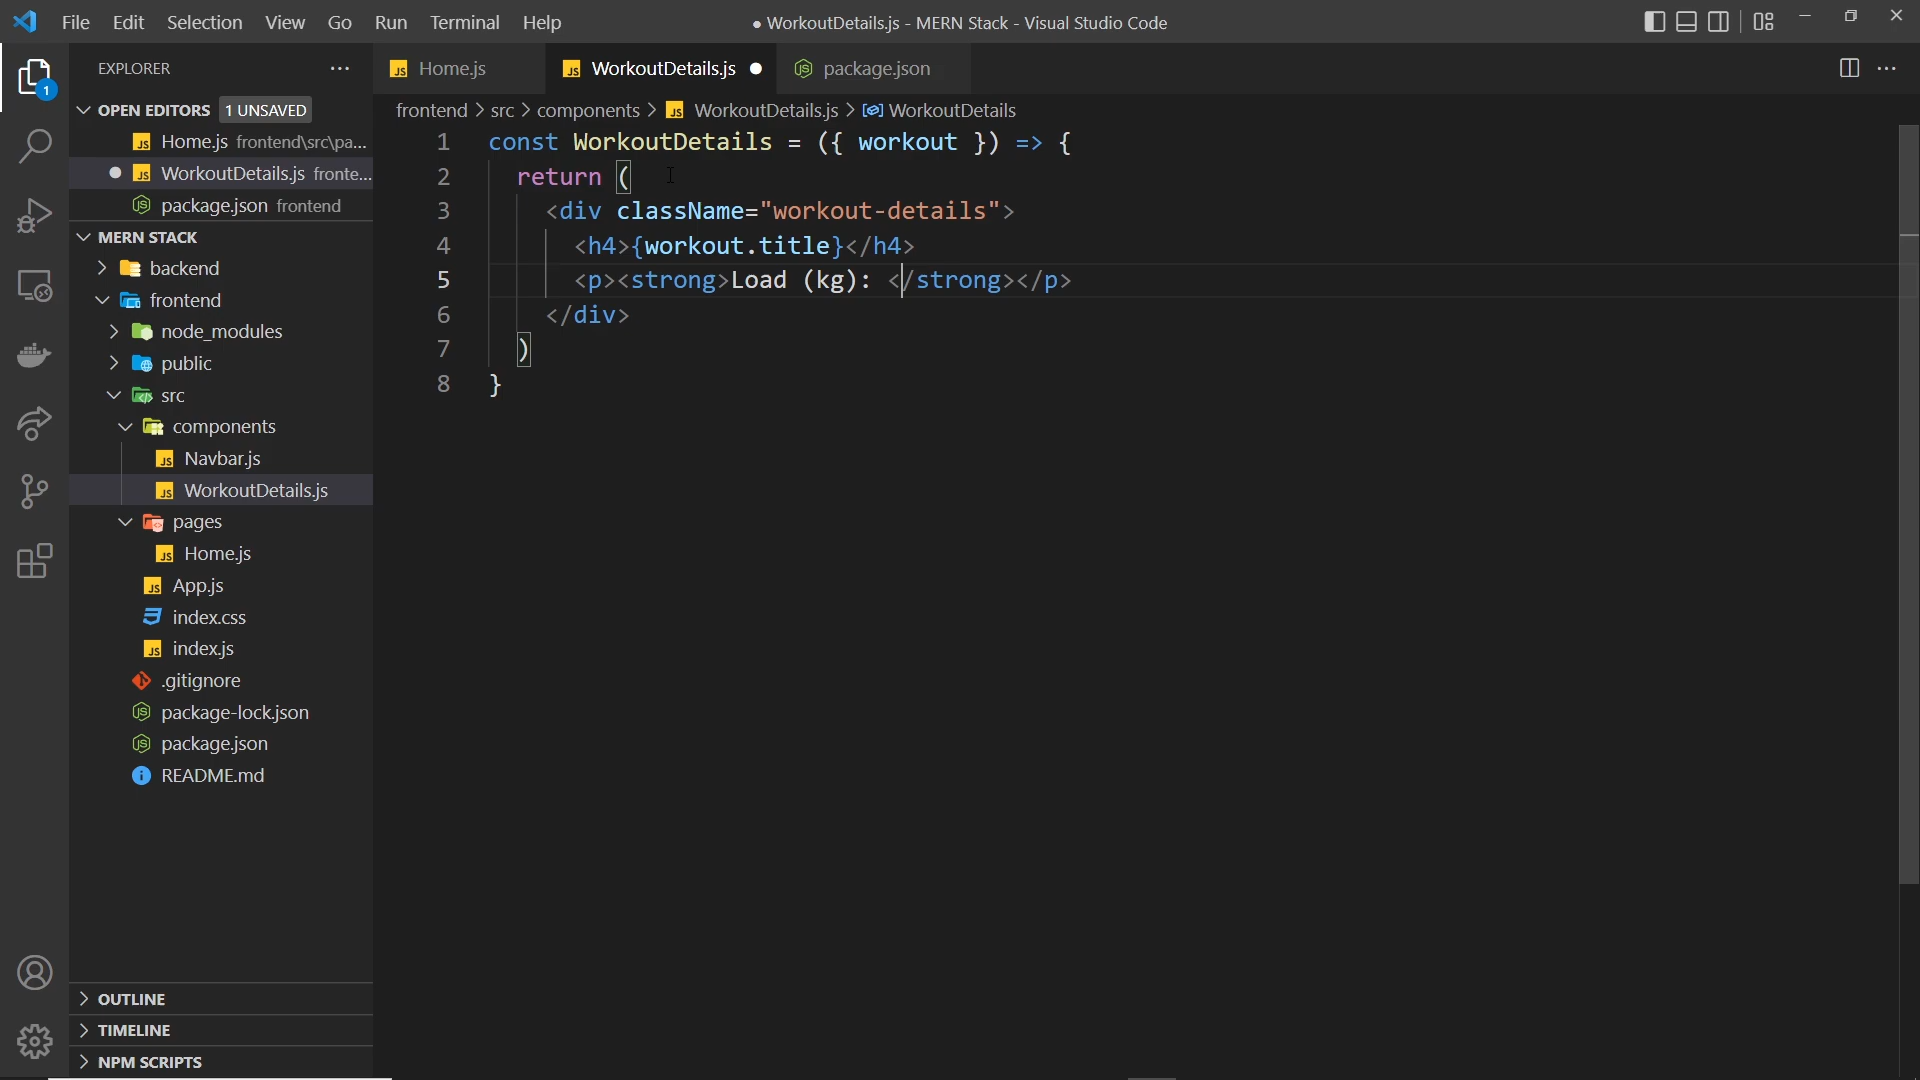 File Edit Selection View Go Run Terminal Help
● WorkoutDetails.js - MERN Stack - Visual Studio Code
EXPLORER
OPEN EDITORS 1 UNSAVED
Home.js frontend\src\pa...
WorkoutDetails.js fronte...
package.json frontend
MERN STACK
backend
frontend
node_modules
public
src
components
Navbar.js
WorkoutDetails.js
pages
Home.js
App.js
index.css
index.js
.gitignore
package-lock.json
package.json
README.md
OUTLINE
TIMELINE
NPM SCRIPTS
1
Home.js WorkoutDetails.js package.json
frontend > src > components > WorkoutDetails.js > WorkoutDetails
1 const WorkoutDetails = ({ workout }) => {
2 return (
3 <div className="workout-details">
4 <h4>{workout.title}</h4>
5 <p><strong>Load (kg): </strong></p>
6 </div>
7 )
8 }